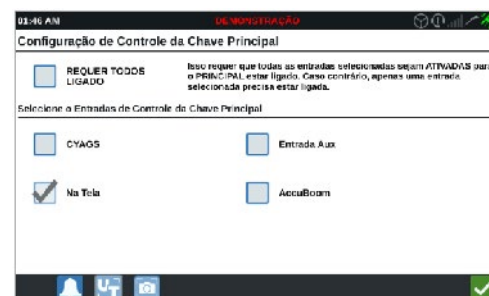 01:46 AM DEMONSTRAÇÃO
Configuração de Controle da Chave Principal
REQUER TODOS LIGADO
Isso requer que todas as entradas selecionadas sejam ATIVADAS par
o PRINCIPAL estar ligado. Caso contrário, apenas uma entrada
selecionada precisa estar ligada.
Selecione o Entradas de Controle da Chave Principal
CYAGS
Entrada Aux
Na Tela
AccuBoom
UT